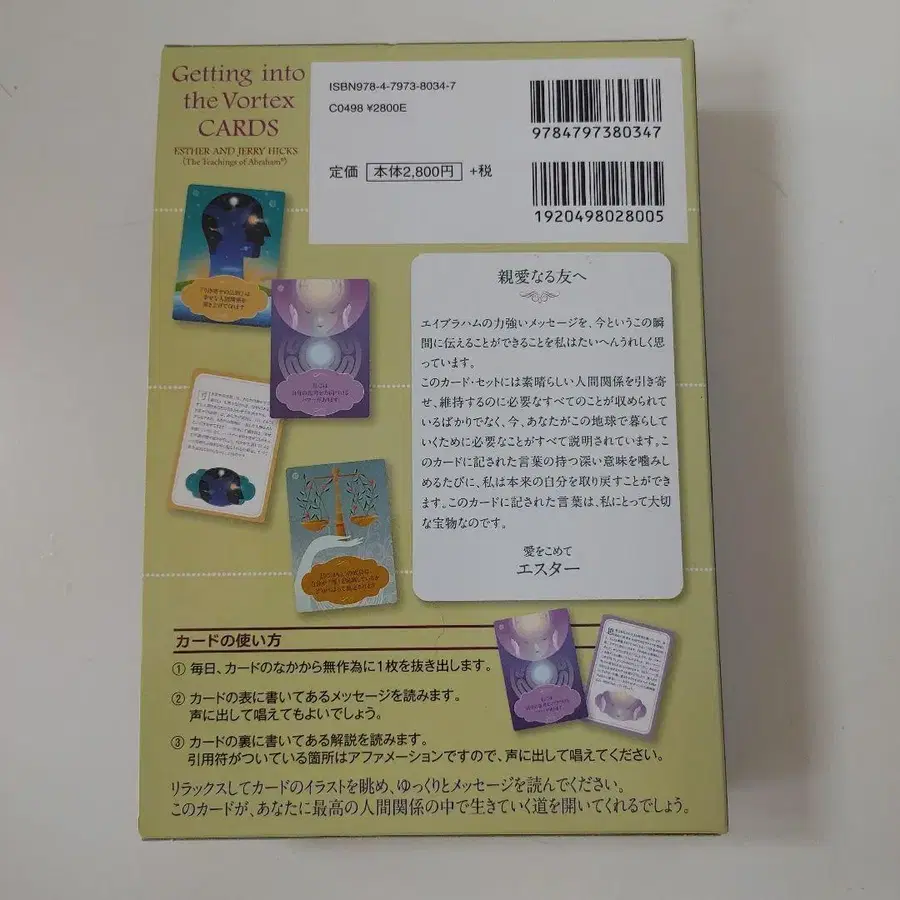 Getting into
the Vortex
CARDS
ESTHER AND JERRY HICKS
(The Teachings of Abraham®)
ISBN978-4-7973-8034-7
C0498 ¥2800E
9784797380347
定価 本体2,800円 +税
1920498028005
親愛なる友へ
エイブラハムの力強いメッセージを、今というこの瞬
間に伝えることができることを私はたいへんうれしく思
っています。
このカード・セットには素晴らしい人間関係を引き寄
せ、維持するのに必要なすべてのことが収められて
いるばかりでなく、今、あなたがこの地球で暮らして
いくために必要なことがすべて説明されています。こ
のカードに記された言葉の持つ深い意味を噛みし
めるたびに、私は本来の自分を取り戻すことができ
ます。このカードに記された言葉は、私にとって大切
な宝物なのです。
愛をこめて
エスター
カードの使い方
① 毎日、カードのなかから無作為に1枚を抜き出します。
② カードの表に書いてあるメッセージを読みます。
声に出して唱えてもよいでしょう。
③ カードの裏に書いてある解説を読みます。
引用符がついている箇所はアファメーションですので、声に出して唱えてください。
リラックスしてカードのイラストを眺め、ゆっくりとメッセージを読んでください。
このカードが、あなたに最高の人間関係の中で生きていく道を開いてくれるでしょう。